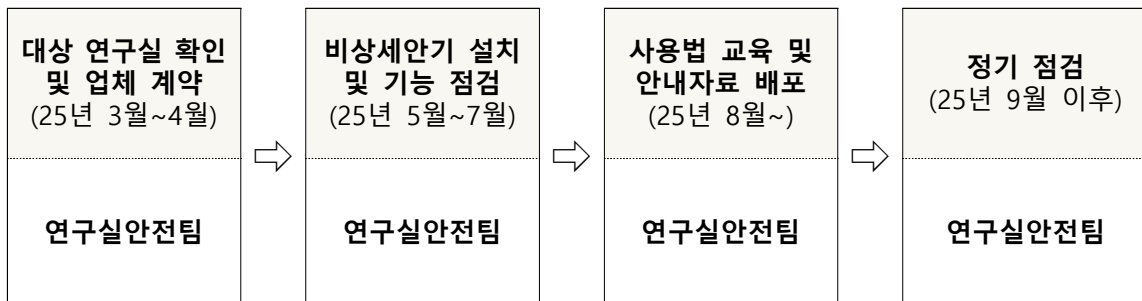 대상 연구실 확인
및 업체 계약
(25년 3월~4월)
연구실안전팀
⇨
비상세안기 설치
및 기능 점검
(25년 5월~7월)
연구실안전팀
⇨
사용법 교육 및
안내자료 배포
(25년 8월~)
연구실안전팀
⇨
정기 점검
(25년 9월 이후)
연구실안전팀